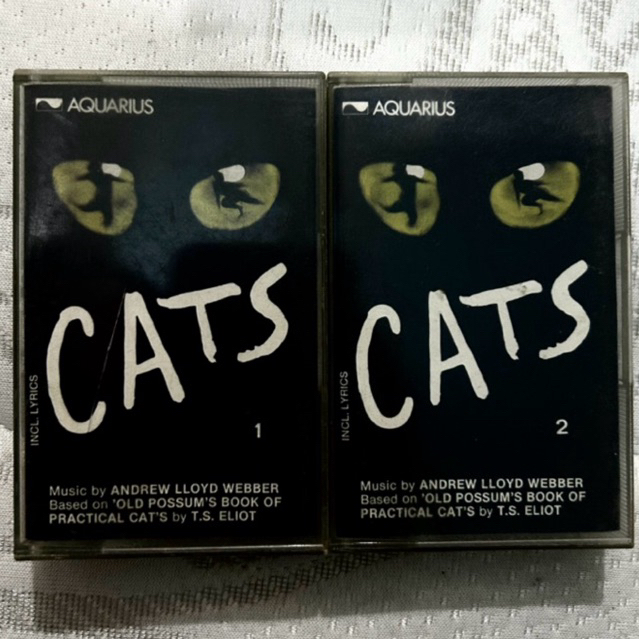 AQUARIUS
CATS
INCL. LYRICS
1
Music by ANDREW LLOYD WEBBER
Based on 'OLD POSSUM'S BOOK OF
PRACTICAL CAT'S by T.S. ELIOT
AQUARIUS
CATS
INCL. LYRICS
2
Music by ANDREW LLOYD WEBBER
Based on 'OLD POSSUM'S BOOK OF
PRACTICAL CAT'S by T.S. ELIOT